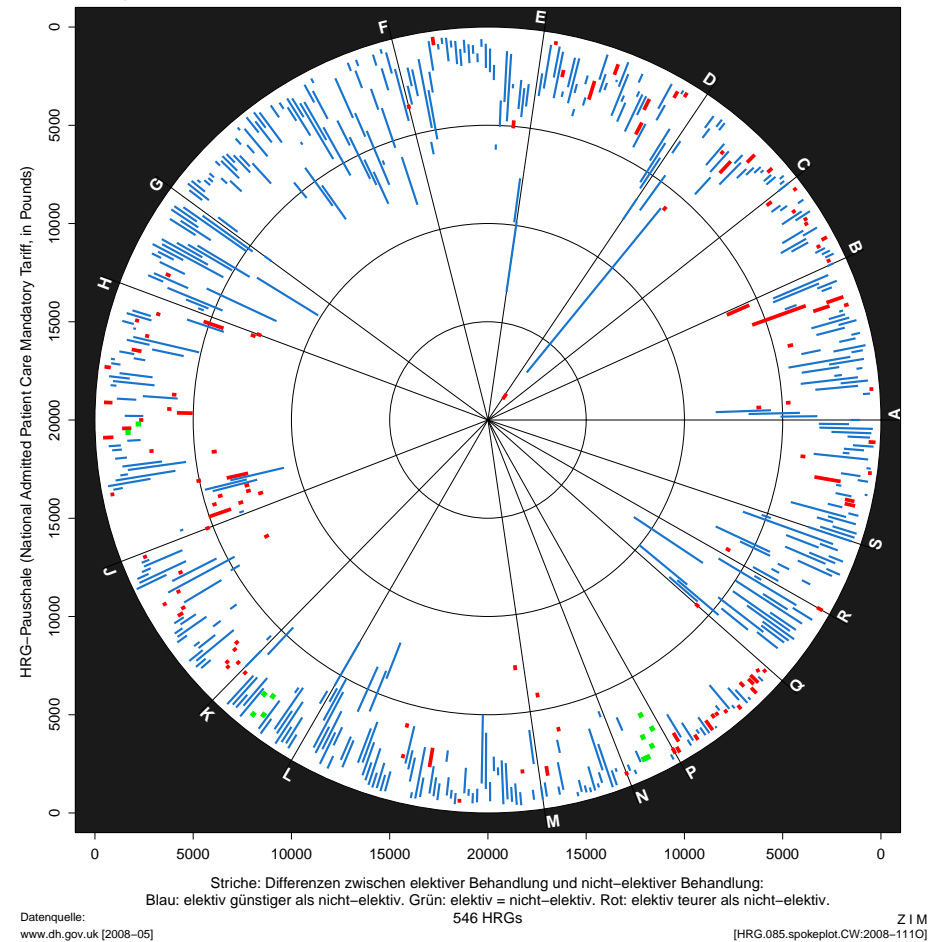 F
E
D
C
B
A
S
R
Q
P
N
M
L
K
J
H
G
HRG–Pauschale (National Admitted Patient Care Mandatory Tariff, in Pounds)
0
5000
10000
15000
20000
15000
10000
5000
0
0 5000 10000 15000 20000 15000 10000 5000 0
Striche: Differenzen zwischen elektiver Behandlung und nicht–elektiver Behandlung:
Blau: elektiv günstiger als nicht–elektiv. Grün: elektiv = nicht–elektiv. Rot: elektiv teurer als nicht–elektiv.
546 HRGs
Datenquelle:
www.dh.gov.uk [2008–05]
Z I M
[HRG.085.spokeplot.CW:2008–111O]